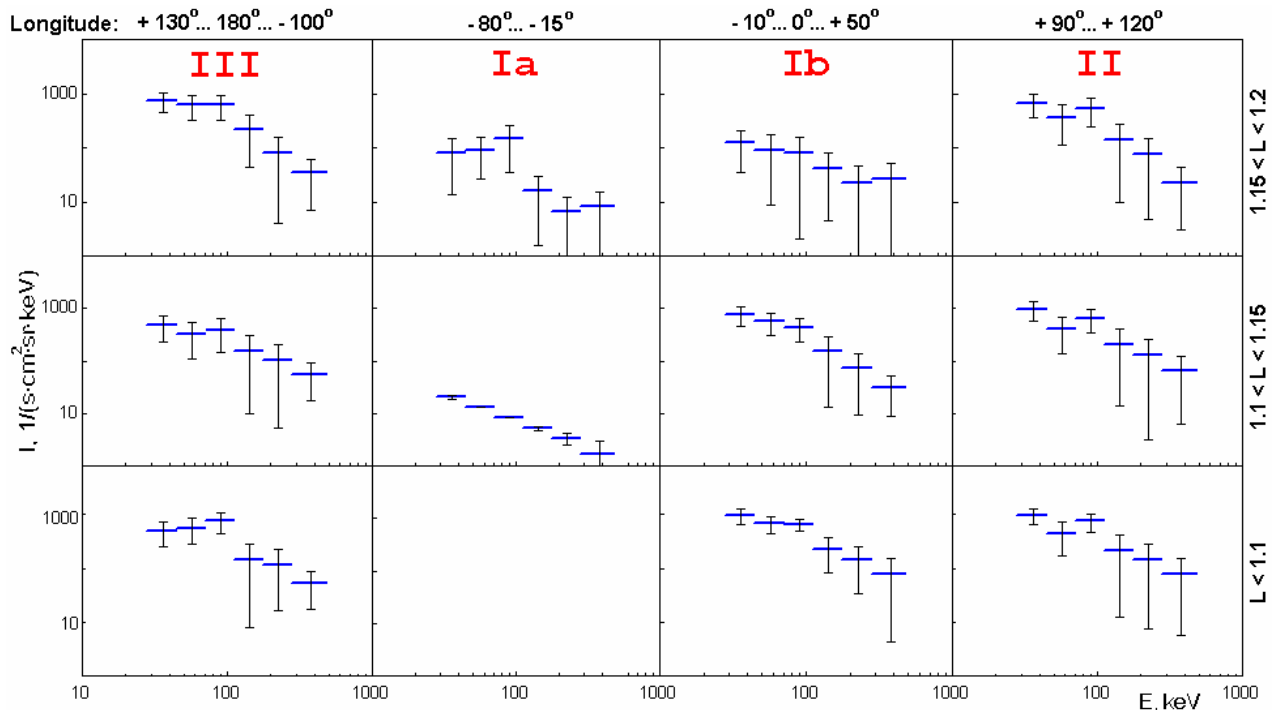 Longitude: + 130°... 180°... - 100° - 80°... - 15° - 10°... 0°... + 50° + 90°... + 120°
III Ia Ib II
1000
10
1.15 < L < 1.2
I, 1/(s·cm²·sr·keV)
1000
10
1.1 < L < 1.15
1000
10
L < 1.1
10 100 1000 100 1000 100 1000 100 1000
E, keV